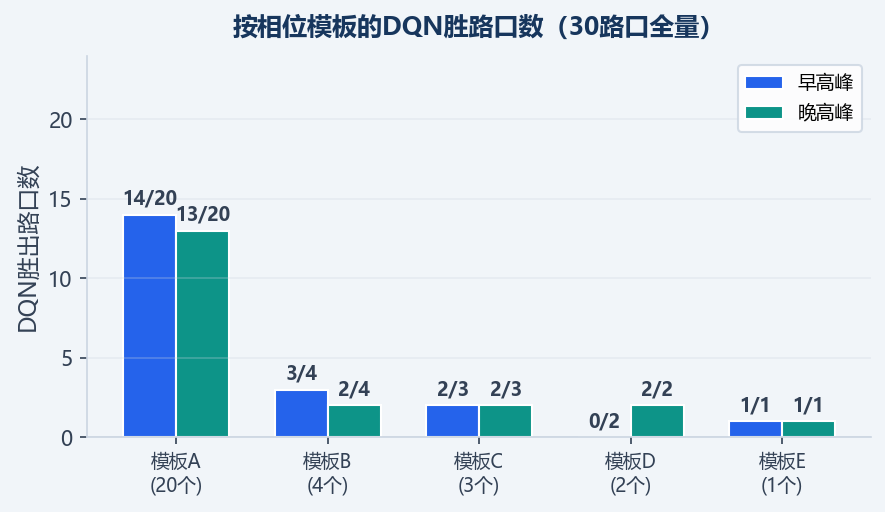 按相位模板的DQN胜路口数（30路口全量）
DQN胜出路口数
20
15
10
5
0
早高峰
晚高峰
14/20
13/20
3/4
2/4
2/3
2/3
0/2
2/2
1/1
1/1
模板A
(20个)
模板B
(4个)
模板C
(3个)
模板D
(2个)
模板E
(1个)